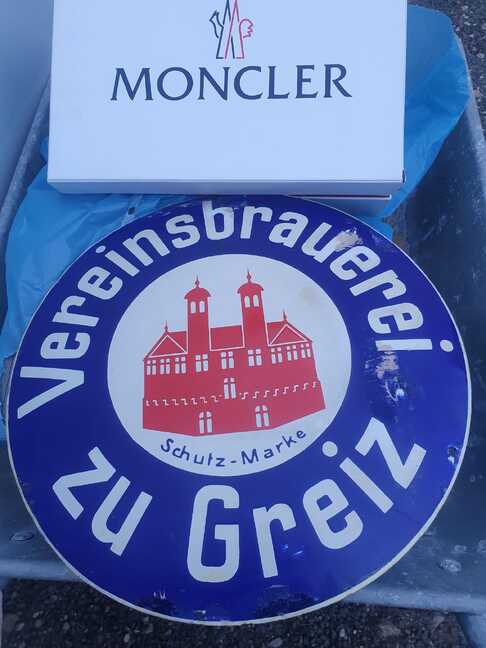 MONCLER
Vereinsbrauerei
Schutz-Marke
zu Greiz